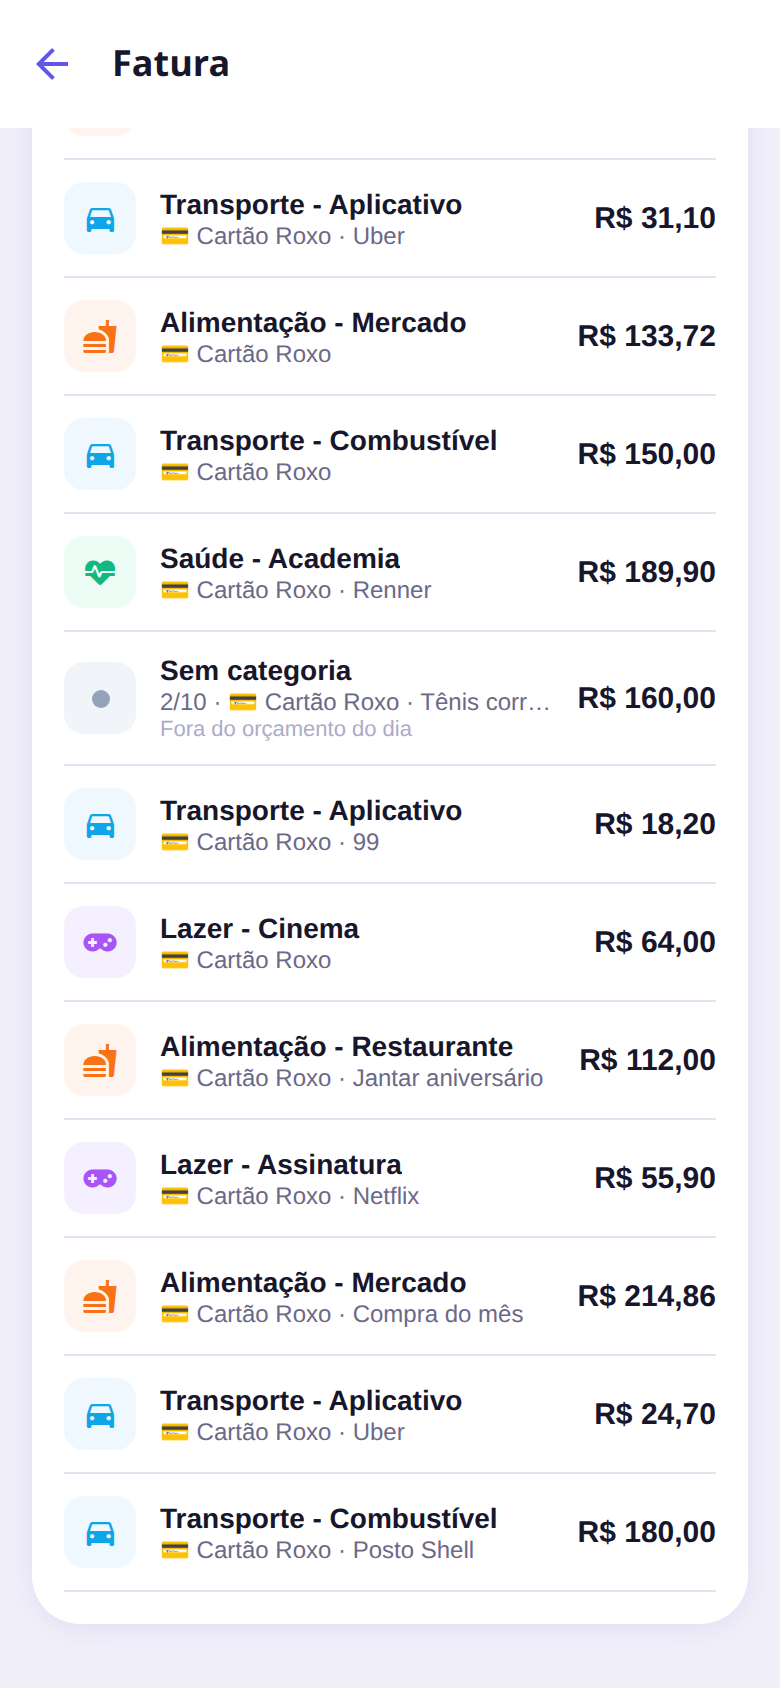 Fatura
Transporte - Aplicativo
💳 Cartão Roxo · Uber
R$ 31,10
Alimentação - Mercado
💳 Cartão Roxo
R$ 133,72
Transporte - Combustível
💳 Cartão Roxo
R$ 150,00
Saúde - Academia
💳 Cartão Roxo · Renner
R$ 189,90
Sem categoria
2/10 · 💳 Cartão Roxo · Tênis corr…
Fora do orçamento do dia
R$ 160,00
Transporte - Aplicativo
💳 Cartão Roxo · 99
R$ 18,20
Lazer - Cinema
💳 Cartão Roxo
R$ 64,00
Alimentação - Restaurante
💳 Cartão Roxo · Jantar aniversário
R$ 112,00
Lazer - Assinatura
💳 Cartão Roxo · Netflix
R$ 55,90
Alimentação - Mercado
💳 Cartão Roxo · Compra do mês
R$ 214,86
Transporte - Aplicativo
💳 Cartão Roxo · Uber
R$ 24,70
Transporte - Combustível
💳 Cartão Roxo · Posto Shell
R$ 180,00